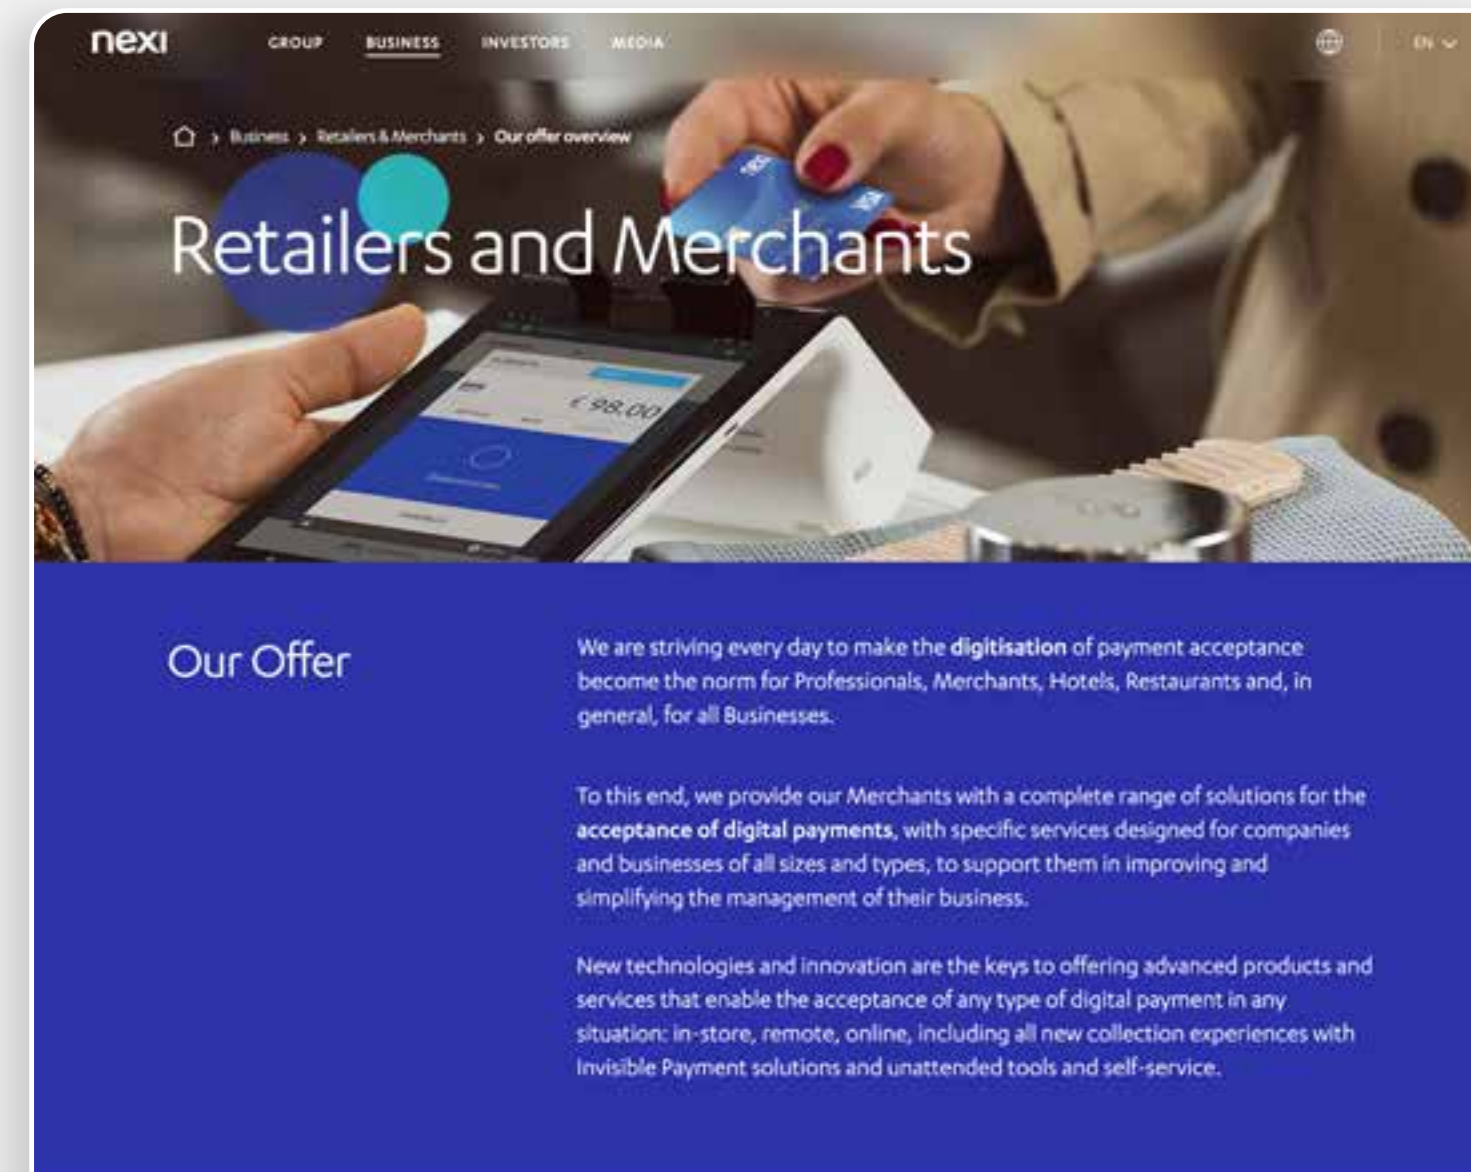 nexi
GROUP BUSINESS INVESTORS MEDIA EN
Business > Retailers & Merchants > Our offer overview
Retailers and Merchants
VISA
€ 98,00
Our Offer
We are striving every day to make the digitisation of payment acceptance
become the norm for Professionals, Merchants, Hotels, Restaurants and, in
general, for all Businesses.
To this end, we provide our Merchants with a complete range of solutions for the
acceptance of digital payments, with specific services designed for companies
and businesses of all sizes and types, to support them in improving and
simplifying the management of their business.
New technologies and innovation are the keys to offering advanced products and
services that enable the acceptance of any type of digital payment in any
situation: in-store, remote, online, including all new collection experiences with
Invisible Payment solutions and unattended tools and self-service.